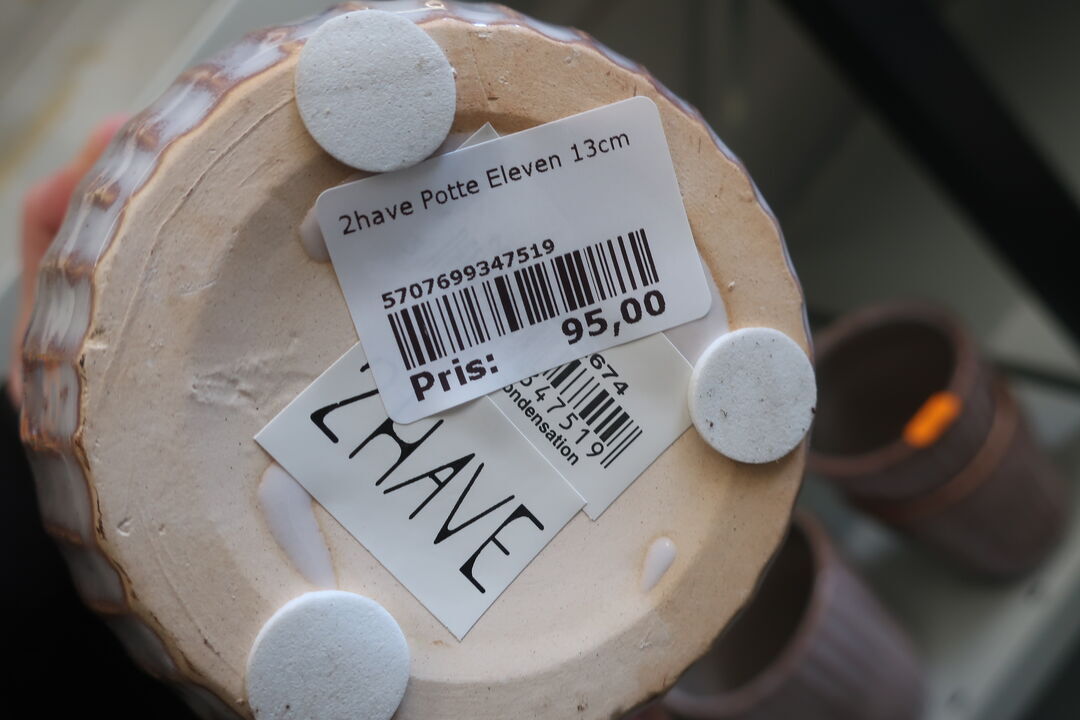 2have Potte Eleven 13cm
5707699347519
Pris:
95,00
674
347519
ondensation
2HAVE